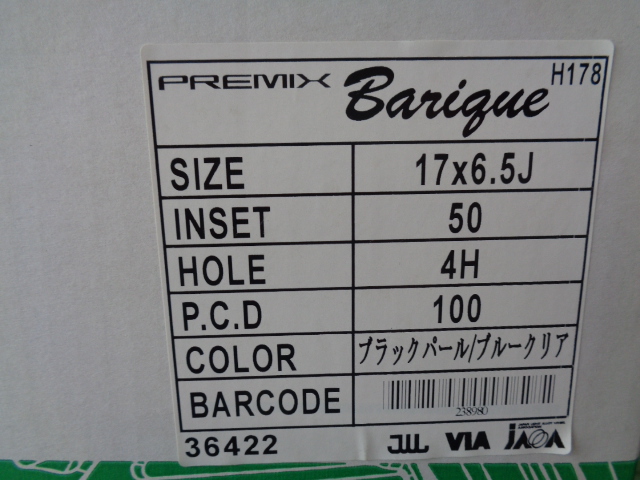 PREMIX Barique H178
SIZE 17x6.5J
INSET 50
HOLE 4H
P.C.D 100
COLOR ブラックパール/ブルークリア
BARCODE 238980
36422 JWL VIA JAWA